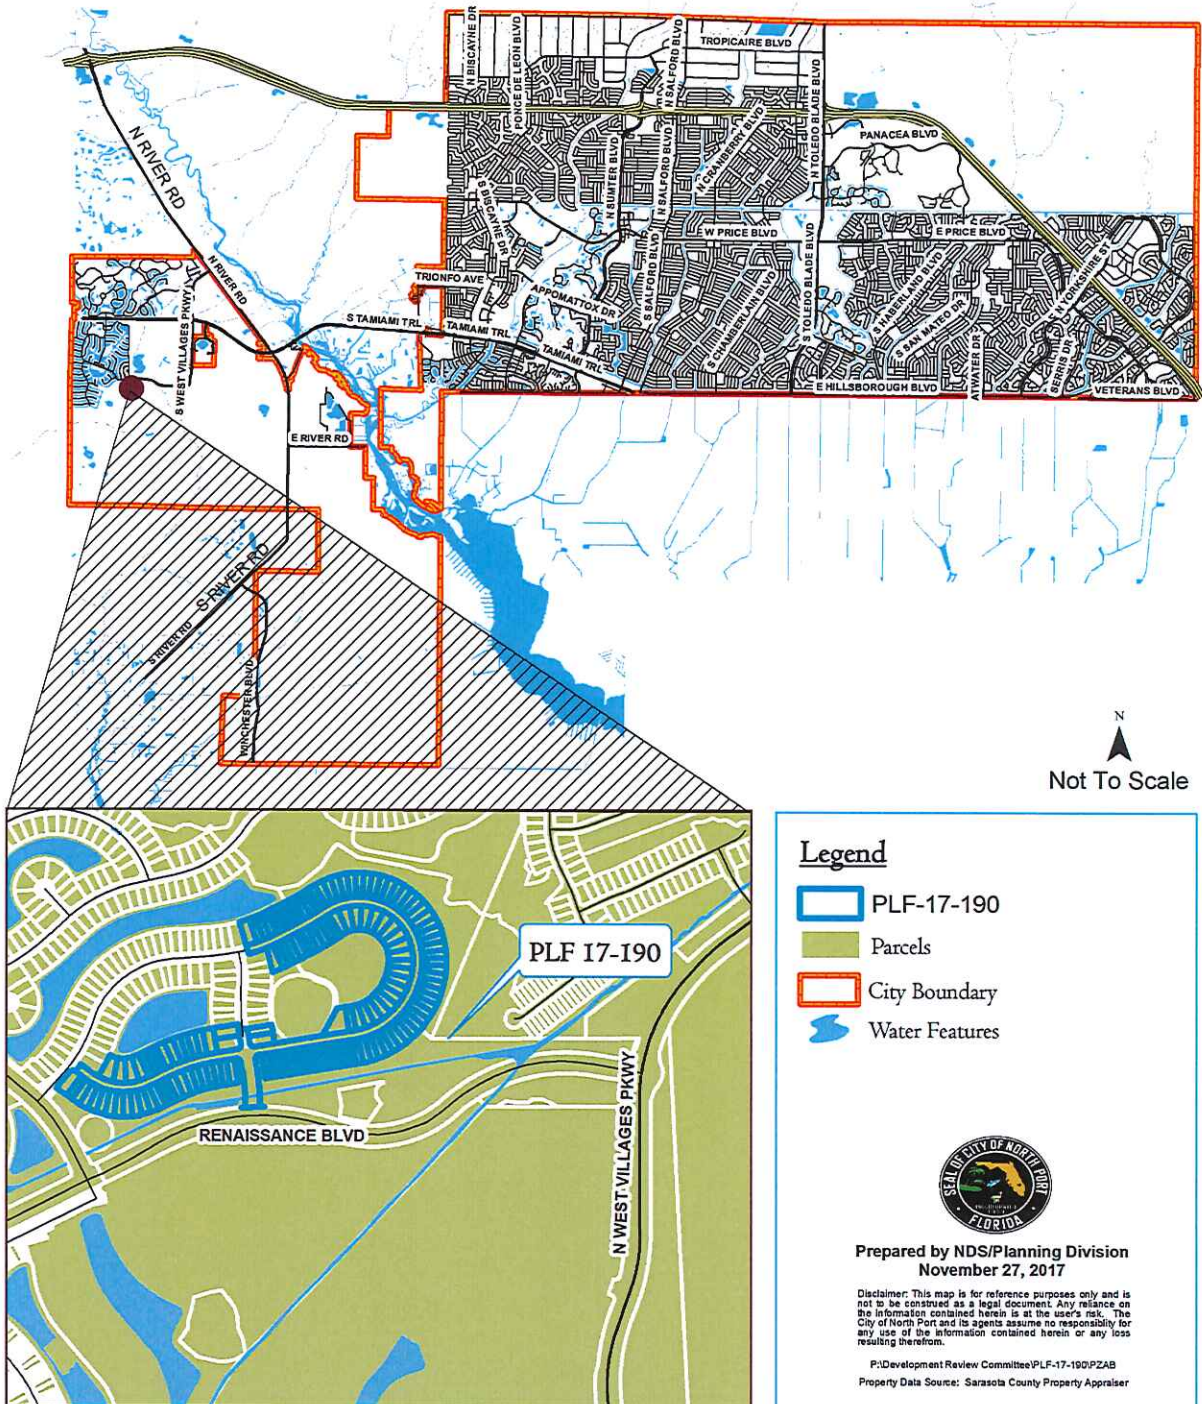 N BISCAYNE DR
PONCE DE LEON BLVD
N SALFORD BLVD
TROPICAIRE BLVD
N TOLEDO BLADE BLVD
N RIVER RD
N SUMTER BLVD
N SALFORD BLVD
N CRANBERRY BLVD
PANACEA BLVD
S BISCAYNE DR
W PRICE BLVD
E PRICE BLVD
N RIVER RD
TRIONFO AVE
APPOMATTOX DR
S SALFORD BLVD
S CHAMBERLAIN BLVD
S TOLEDO BLADE BLVD
S HABERLAND BLVD
S SAN MATEO DR
N YORKSHIRE ST
S WEST VILLAGES PKWY
S TAMIAMI TRL
TAMIAMI TRL
TAMIAMI TRL
ATWATER DR
SERRIS DR
E HILLSBOROUGH BLVD
VETERANS BLVD
E RIVER RD
S RIVER RD
S RIVER RD
WINCHESTER BLVD
N
Not To Scale
PLF 17-190
RENAISSANCE BLVD
N WEST VILLAGES PKWY
Legend
PLF-17-190
Parcels
City Boundary
Water Features
SEAL OF CITY OF NORTH PORT
FLORIDA
Prepared by NDS/Planning Division
November 27, 2017
Disclaimer: This map is for reference purposes only and is
not to be construed as a legal document. Any reliance on
the information contained herein is at the user's risk. The
City of North Port and its agents assume no responsibility for
any use of the information contained herein or any loss
resulting therefrom.
P:\Development Review Committee\PLF-17-190\PZAB
Property Data Source: Sarasota County Property Appraiser